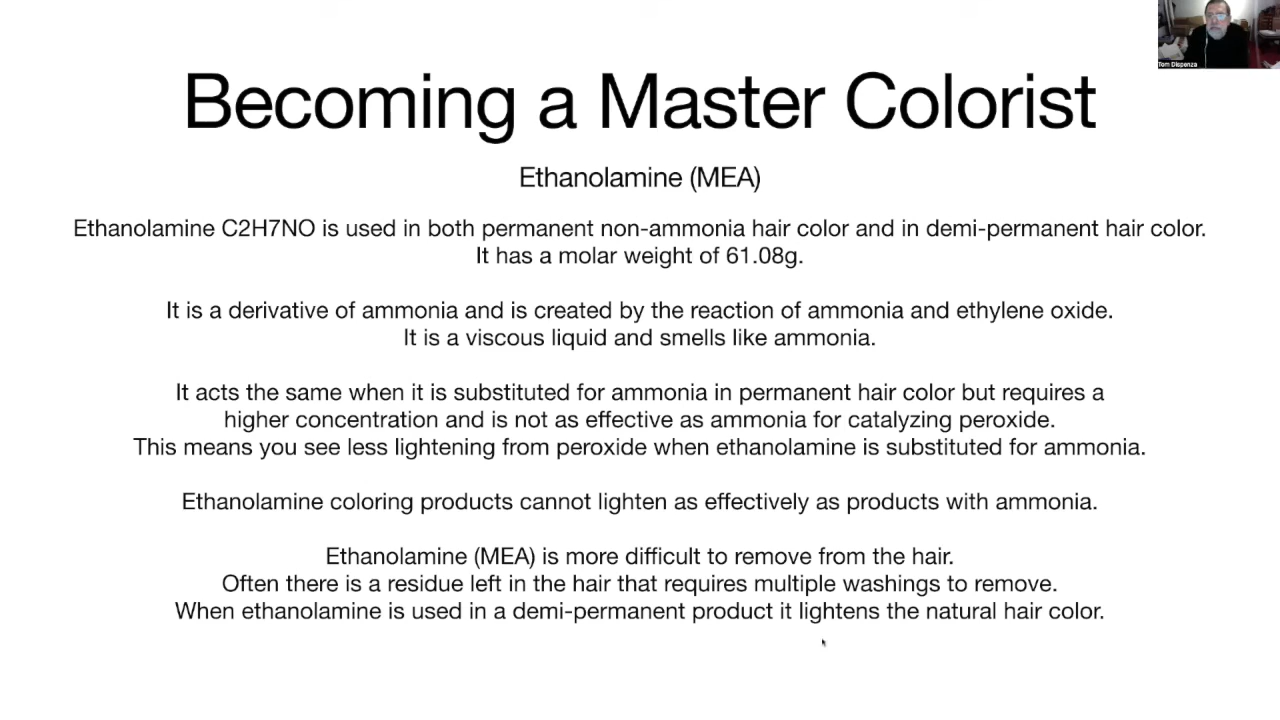 Becoming a Master Colorist
Tom Dispenza
Ethanolamine (MEA)
Ethanolamine C2H7NO is used in both permanent non-ammonia hair color and in demi-permanent hair color.
It has a molar weight of 61.08g.
It is a derivative of ammonia and is created by the reaction of ammonia and ethylene oxide.
It is a viscous liquid and smells like ammonia.
It acts the same when it is substituted for ammonia in permanent hair color but requires a
higher concentration and is not as effective as ammonia for catalyzing peroxide.
This means you see less lightening from peroxide when ethanolamine is substituted for ammonia.
Ethanolamine coloring products cannot lighten as effectively as products with ammonia.
Ethanolamine (MEA) is more difficult to remove from the hair.
Often there is a residue left in the hair that requires multiple washings to remove.
When ethanolamine is used in a demi-permanent product it lightens the natural hair color.